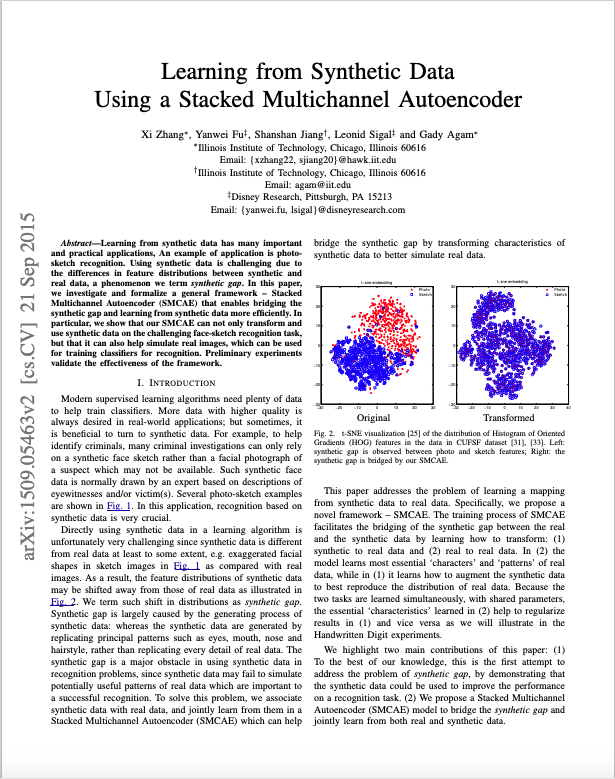 Learning from Synthetic Data
Using a Stacked Multichannel Autoencoder
Xi Zhang*, Yanwei Fu‡, Shanshan Jiang†, Leonid Sigal‡ and Gady Agam*
*Illinois Institute of Technology, Chicago, Illinois 60616
Email: {xzhang22, sjiang20}@hawk.iit.edu
†Illinois Institute of Technology, Chicago, Illinois 60616
Email: agam@iit.edu
‡Disney Research, Pittsburgh, PA 15213
Email: {yanwei.fu, lsigal}@disneyresearch.com
arXiv:1509.05463v2 [cs.CV] 21 Sep 2015
Abstract—Learning from synthetic data has many important
and practical applications, An example of application is photo-
sketch recognition. Using synthetic data is challenging due to
the differences in feature distributions between synthetic and
real data, a phenomenon we term synthetic gap. In this paper,
we investigate and formalize a general framework – Stacked
Multichannel Autoencoder (SMCAE) that enables bridging the
synthetic gap and learning from synthetic data more efficiently. In
particular, we show that our SMCAE can not only transform and
use synthetic data on the challenging face-sketch recognition task,
but that it can also help simulate real images, which can be used
for training classifiers for recognition. Preliminary experiments
validate the effectiveness of the framework.
I. Introduction
Modern supervised learning algorithms need plenty of data
to help train classifiers. More data with higher quality is
always desired in real-world applications; but sometimes, it
is beneficial to turn to synthetic data. For example, to help
identify criminals, many criminal investigations can only rely
on a synthetic face sketch rather than a facial photograph of
a suspect which may not be available. Such synthetic face
data is normally drawn by an expert based on descriptions of
eyewitness and/or victim(s). Several photo-sketch examples
are shown in Fig. 1. In this application, recognition based on
synthetic data is very crucial.
Directly using synthetic data in a learning algorithm is
unfortunately very challenging since synthetic data is different
from real data at least to some extent, e.g. exaggerated facial
shapes in sketch images in Fig. 1 as compared with real
images. As a result, the feature distributions of synthetic data
may be shifted away from those of real data as illustrated in
Fig. 2. We term such shift in distributions as synthetic gap.
Synthetic gap is largely caused by the generating process of
synthetic data: whereas the synthetic data are generated by
replicating principal patterns such as eyes, mouth, nose and
hairstyle, rather than replicating every detail of real data. The
synthetic gap is a major obstacle in using synthetic data in
recognition problems, since synthetic data may fail to simulate
potentially useful patterns of real data which are important to
a successful recognition. To solve this problem, we associate
synthetic data with real data, and jointly learn from them in a
Stacked Multichannel Autoencoder (SMCAE) which can help
bridge the synthetic gap by transforming characteristics of
synthetic data to better simulate real data.
t-sne embedding
Photo
Sketch
t-sne embedding
Photo
Sketch
Original
Transformed
Fig. 2. t-SNE visualization [25] of the distribution of Histogram of Oriented
Gradients (HOG) features in the data in CUFSF dataset [31], [33]. Left:
synthetic gap is observed between photo and sketch features; Right: the
synthetic gap is bridged by our SMCAE.
This paper addresses the problem of learning a mapping
from synthetic data to real data. Specifically, we propose a
novel framework – SMCAE. The training process of SMCAE
facilitates the bridging of the synthetic gap between the real
and the synthetic data by learning how to transform: (1)
synthetic to real data and (2) real to real data. In (2) the
model learns most essential 'characters' and 'patterns' of real
data, while in (1) it learns how to augment the synthetic data
to best reproduce the distribution of real data. Because the
two tasks are learned simultaneously, with shared parameters,
the essential 'characteristics' learned in (2) help to regularize
results in (1) and vice versa as we will illustrate in the
Handwritten Digit experiments.
We highlight two main contributions of this paper: (1)
To the best of our knowledge, this is the first attempt to
address the problem of synthetic gap, by demonstrating that
the synthetic data could be used to improve the performance
on a recognition task. (2) We propose a Stacked Multichannel
Autoencoder (SMCAE) model to bridge the synthetic gap and
jointly learn from both real and synthetic data.